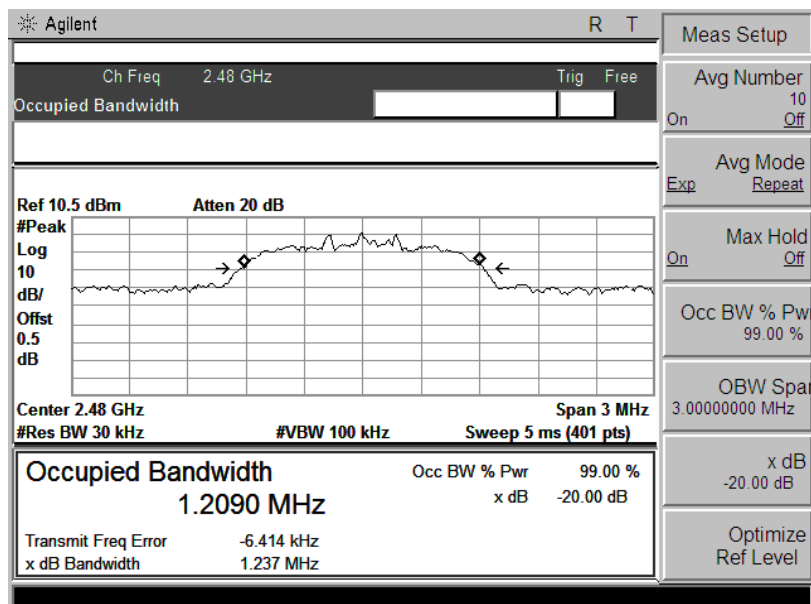 Agilent R T
Ch Freq 2.48 GHz Trig Free
Occupied Bandwidth
Ref 10.5 dBm Atten 20 dB
#Peak
Log
10
dB/
Offst
0.5
dB
Center 2.48 GHz Span 3 MHz
#Res BW 30 kHz #VBW 100 kHz Sweep 5 ms (401 pts)
Occupied Bandwidth Occ BW % Pwr 99.00 %
1.2090 MHz x dB -20.00 dB
Transmit Freq Error -6.414 kHz
x dB Bandwidth 1.237 MHz
Meas Setup
Avg Number
10
On Off
Avg Mode
Exp Repeat
Max Hold
On Off
Occ BW % Pwr
99.00 %
OBW Spa
3.00000000 MHz
x dB
-20.00 dB
Optimize
Ref Level